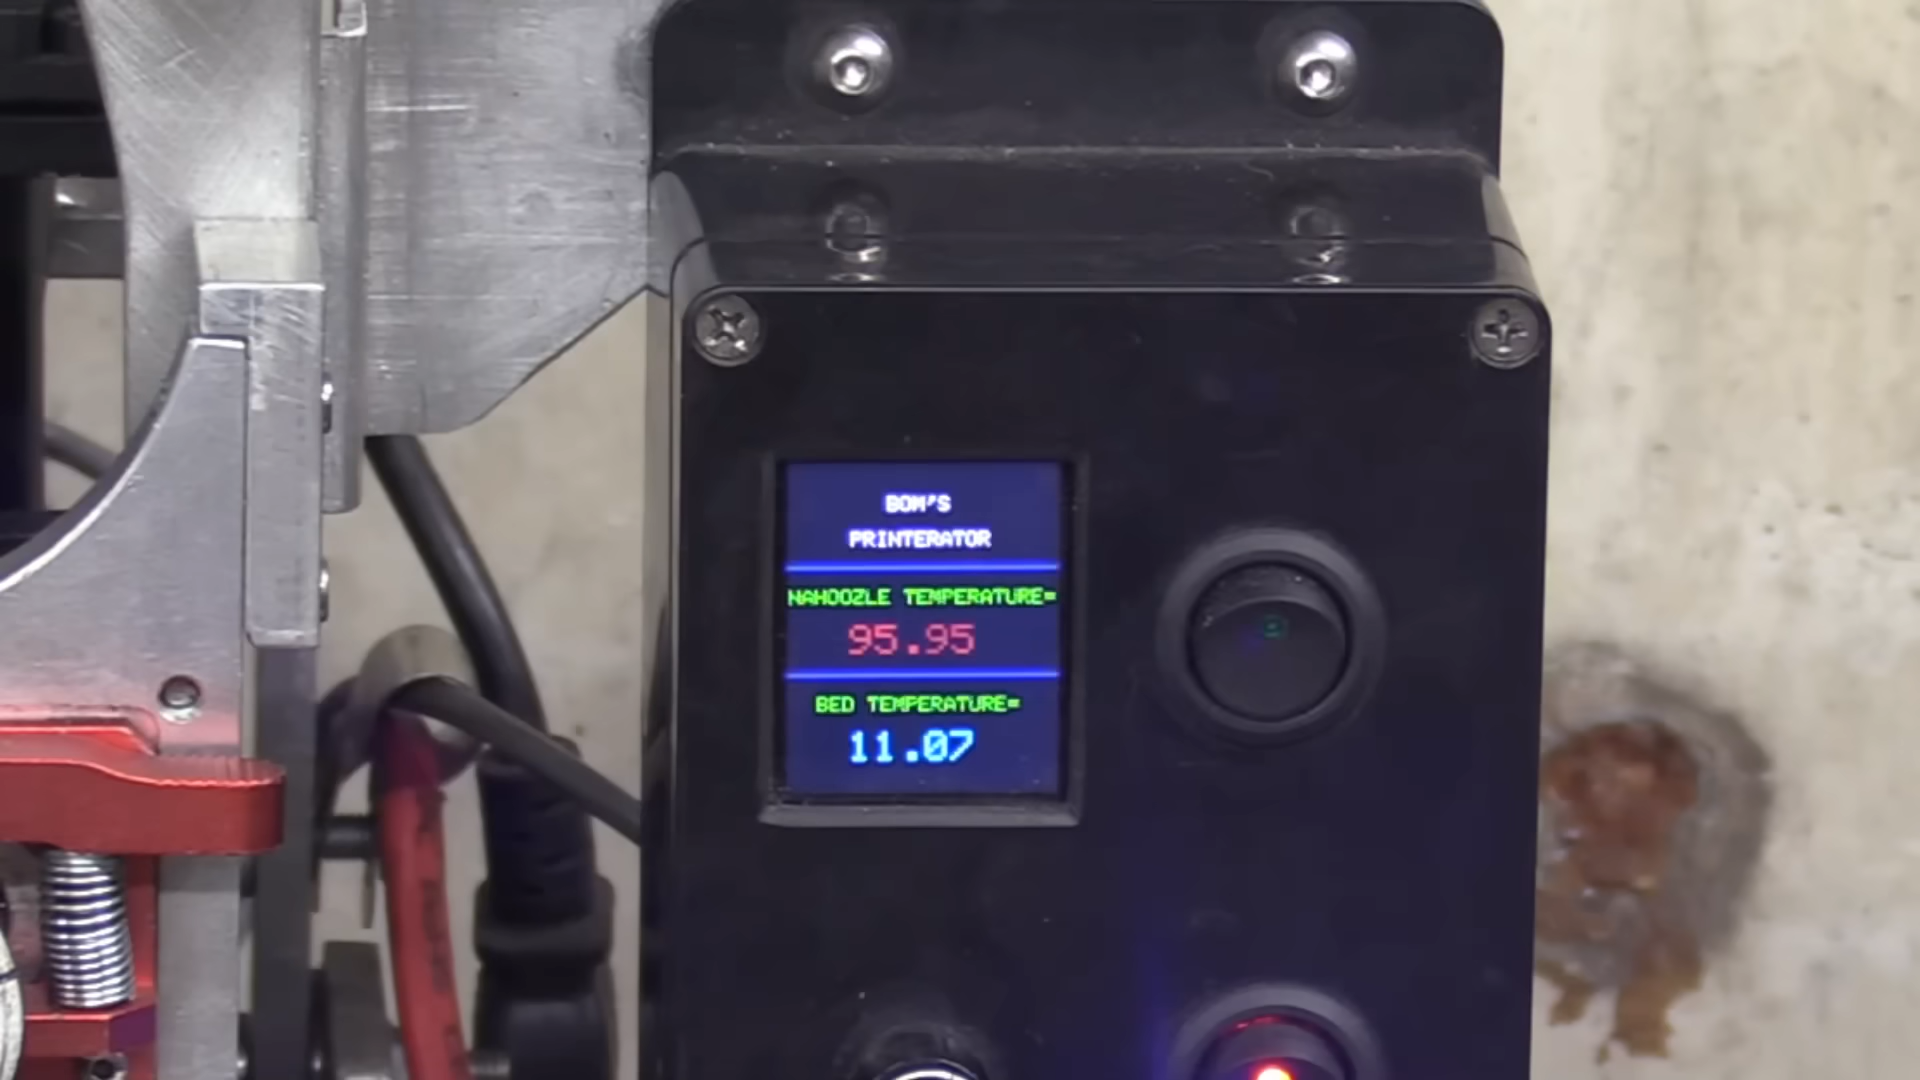 BOM'S
PRINTERATOR
NAHOOZLE TEMPERATURE=
95.95
BED TEMPERATURE=
11.07